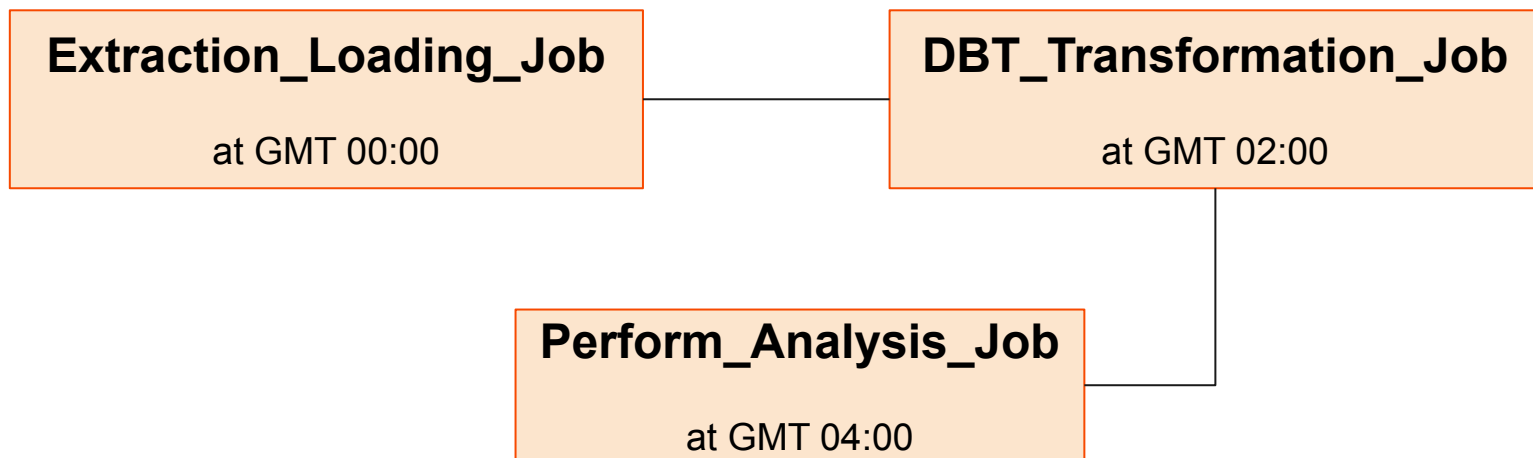 Extraction_Loading_Job
at GMT 00:00
DBT_Transformation_Job
at GMT 02:00
Perform_Analysis_Job
at GMT 04:00